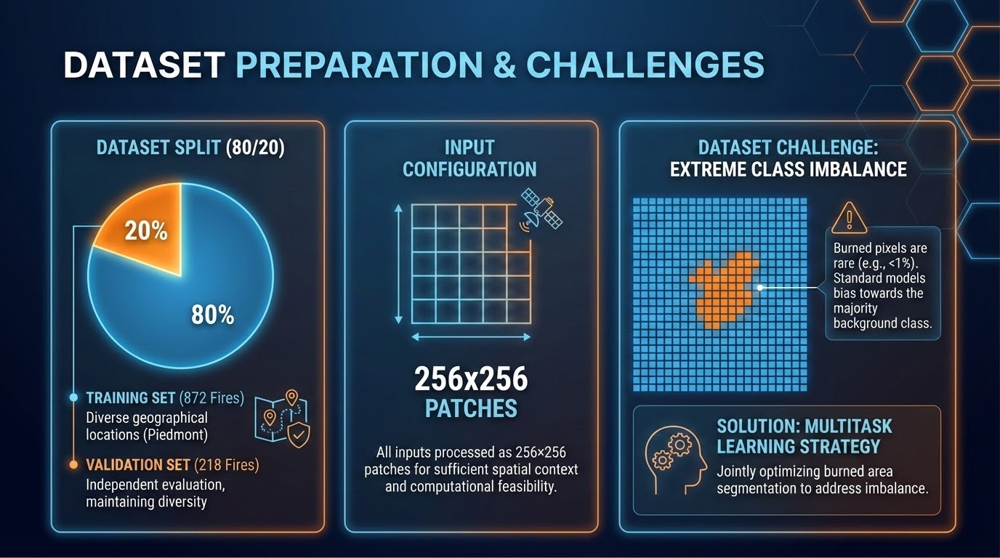 DATASET PREPARATION & CHALLENGES
DATASET SPLIT (80/20)
20%
80%
TRAINING SET (872 Fires)
Diverse geographical
locations (Piedmont)
VALIDATION SET (218 Fires)
Independent evaluation,
maintaining diversity
INPUT
CONFIGURATION
256x256
PATCHES
All inputs processed as 256×256
patches for sufficient spatial context
and computational feasibility.
DATASET CHALLENGE:
EXTREME CLASS IMBALANCE
Burned pixels are
rare (e.g., <1%).
Standard models
bias towards the
majority
background class.
SOLUTION: MULTITASK
LEARNING STRATEGY
Jointly optimizing burned area
segmentation to address imbalance.